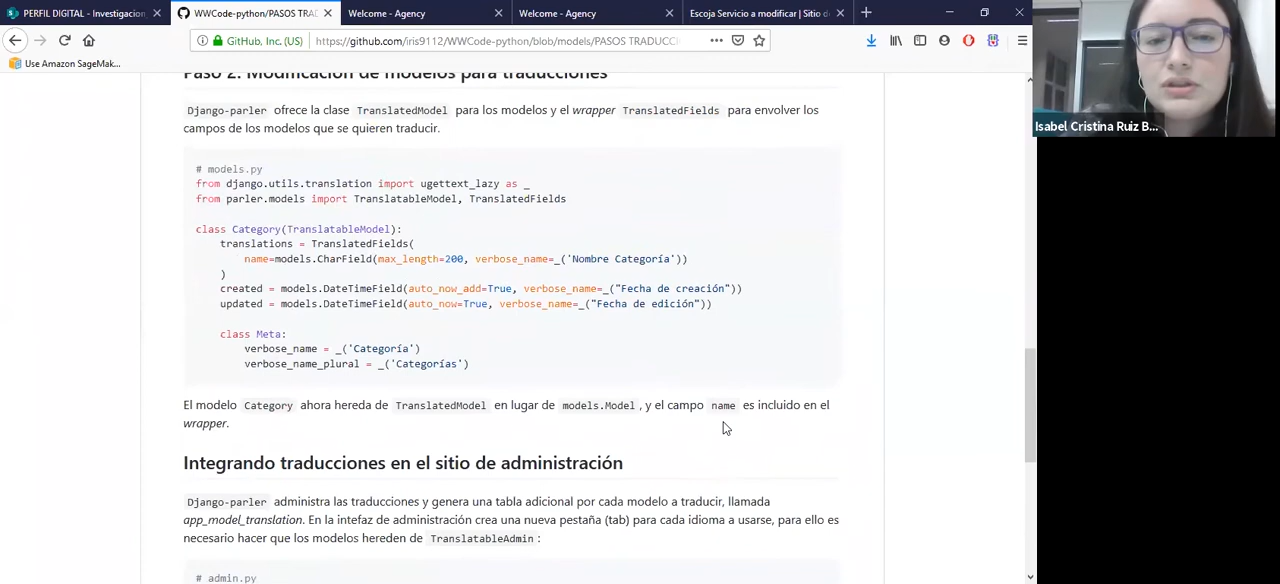 PERFIL DIGITAL - Investigacion
WWCode-python/PASOS TRAD
Welcome - Agency
Welcome - Agency
Escoja Servicio a modificar | Sitio d
GitHub, Inc. (US)
https://github.com/iris9112/WWCode-python/blob/models/PASOS TRADUCC
Use Amazon SageMak...
Isabel Cristina Ruiz B...
Paso 2. Modificación de modelos para traducciones
Django-parler ofrece la clase TranslatedModel para los modelos y el wrapper TranslatedFields para envolver los
campos de los modelos que se quieren traducir.
# models.py
from django.utils.translation import ugettext_lazy as _
from parler.models import TranslatableModel, TranslatedFields
class Category(TranslatableModel):
translations = TranslatedFields(
name=models.CharField(max_length=200, verbose_name=_('Nombre Categoría'))
)
created = models.DateTimeField(auto_now_add=True, verbose_name=_("Fecha de creación"))
updated = models.DateTimeField(auto_now=True, verbose_name=_("Fecha de edición"))
class Meta:
verbose_name = _('Categoría')
verbose_name_plural = _('Categorías')
El modelo Category ahora hereda de TranslatedModel en lugar de models.Model, y el campo name es incluido en el
wrapper.
Integrando traducciones en el sitio de administración
Django-parler administra las traducciones y genera una tabla adicional por cada modelo a traducir, llamada
app_model_translation. En la intefaz de administración crea una nueva pestaña (tab) para cada idioma a usarse, para ello es
necesario hacer que los modelos hereden de TranslatableAdmin :
# admin.py